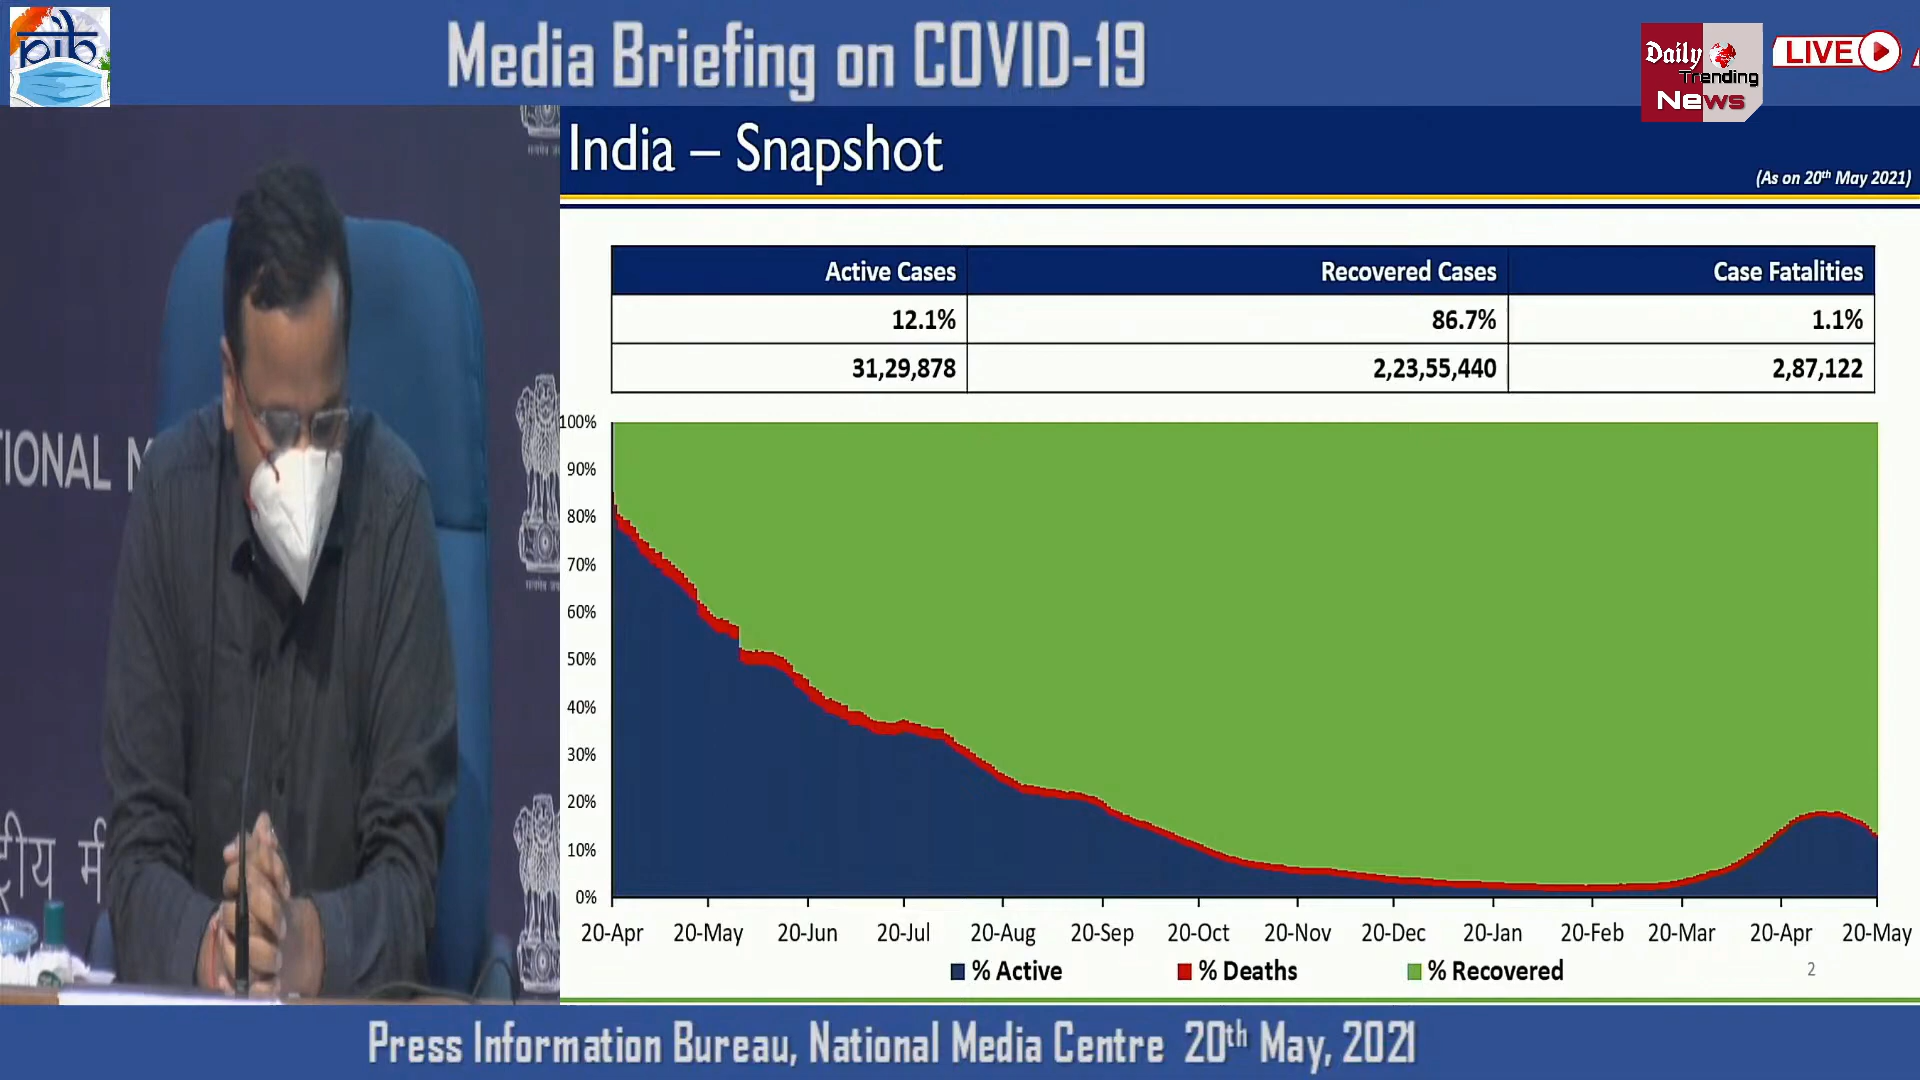 pib
Media Briefing on COVID-19
Daily
Trending
News
LIVE
India – Snapshot
(As on 20th May 2021)
Active Cases Recovered Cases Case Fatalities
12.1% 86.7% 1.1%
31,29,878 2,23,55,440 2,87,122
TIONAL M
ट्रीय मी
100%
90%
80%
70%
60%
50%
40%
30%
20%
10%
0%
20-Apr 20-May 20-Jun 20-Jul 20-Aug 20-Sep 20-Oct 20-Nov 20-Dec 20-Jan 20-Feb 20-Mar 20-Apr 20-May
% Active % Deaths % Recovered
2
Press Information Bureau, National Media Centre 20th May, 2021